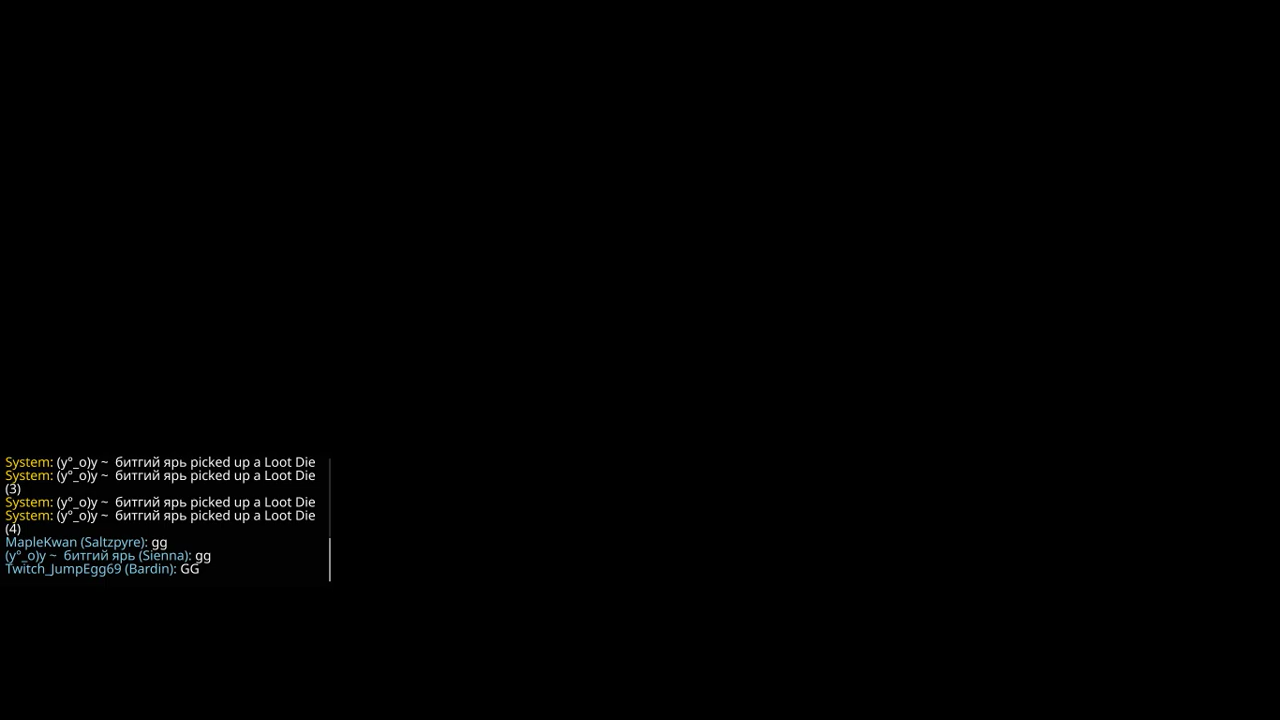 System: (y°_o)y ~  битгий ярь picked up a Loot Die
System: (y°_o)y ~  битгий ярь picked up a Loot Die
(3)
System: (y°_o)y ~  битгий ярь picked up a Loot Die
System: (y°_o)y ~  битгий ярь picked up a Loot Die
(4)
MapleKwan (Saltzpyre): gg
(y°_o)y ~  битгий ярь (Sienna): gg
Twitch_JumpEgg69 (Bardin): GG